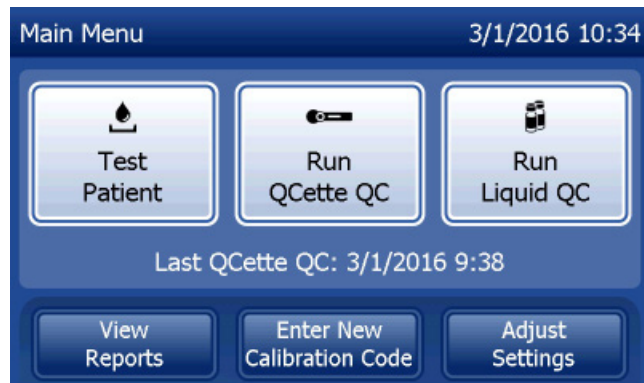 Main Menu 3/1/2016 10:34
Test Patient
Run QCette QC
Run Liquid QC
Last QCette QC: 3/1/2016 9:38
View Reports
Enter New Calibration Code
Adjust Settings